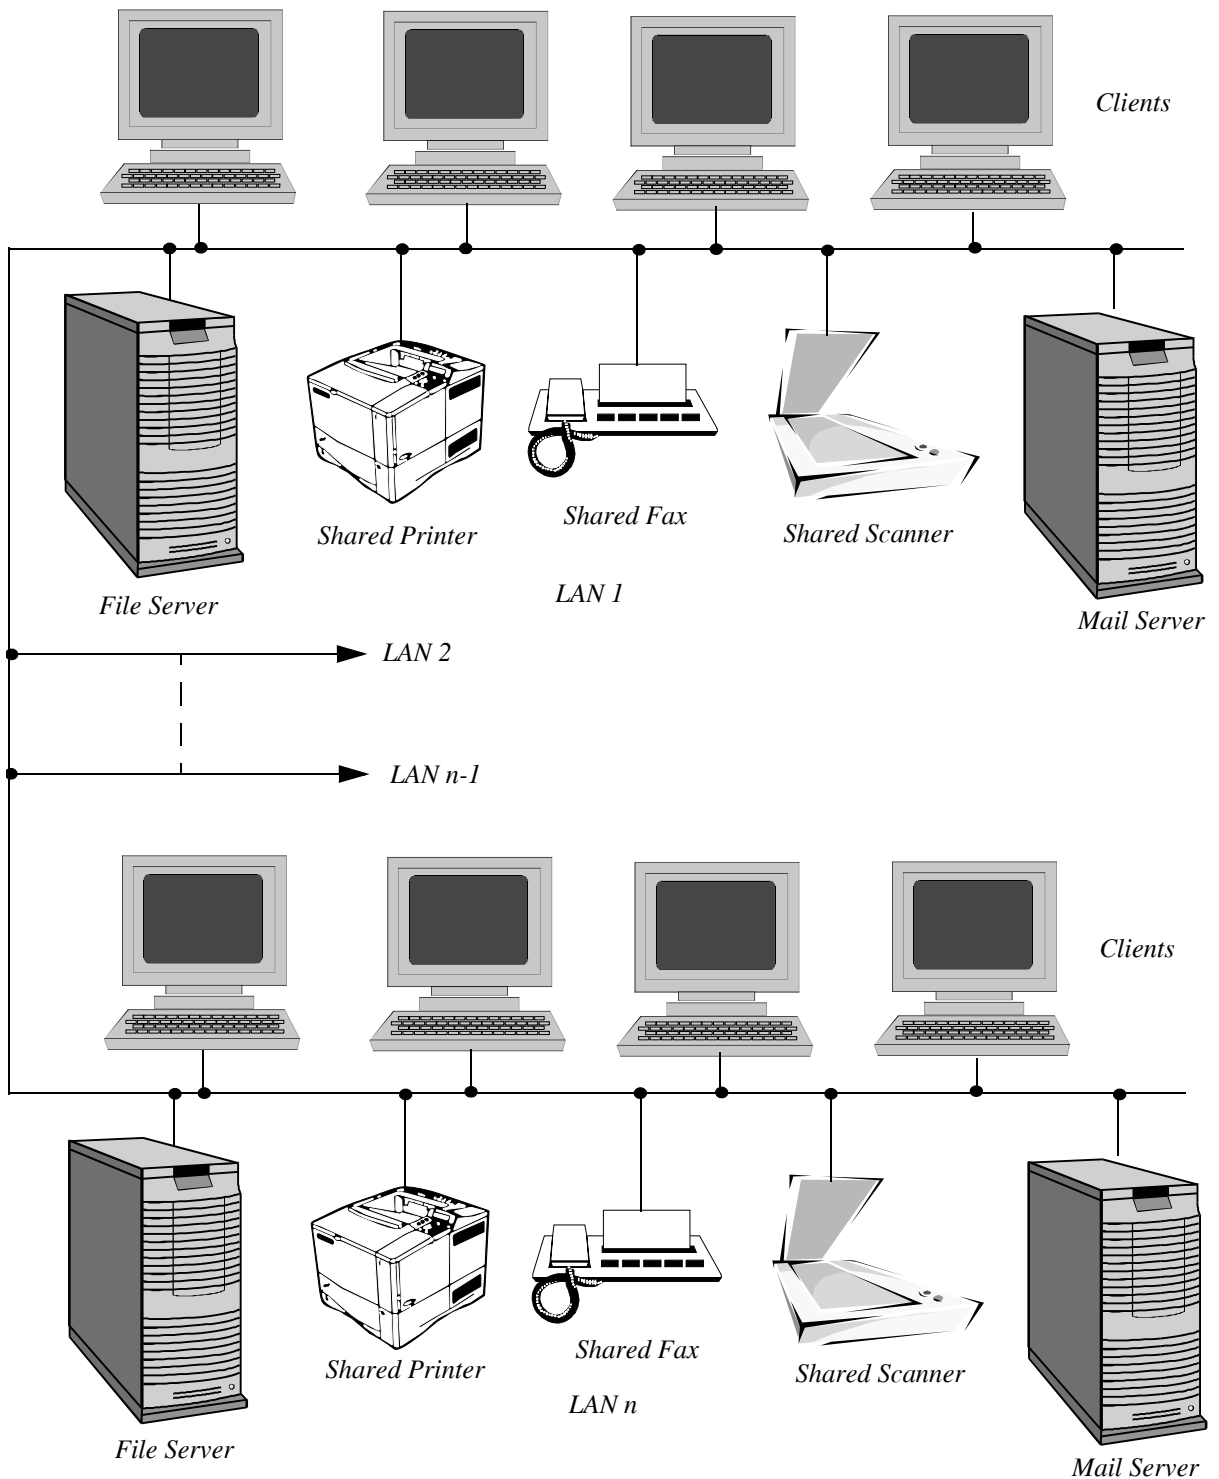 Clients
Shared Printer
Shared Fax
Shared Scanner
LAN 1
File Server
Mail Server
LAN 2
LAN n-1
Clients
Shared Printer
Shared Fax
Shared Scanner
LAN n
File Server
Mail Server